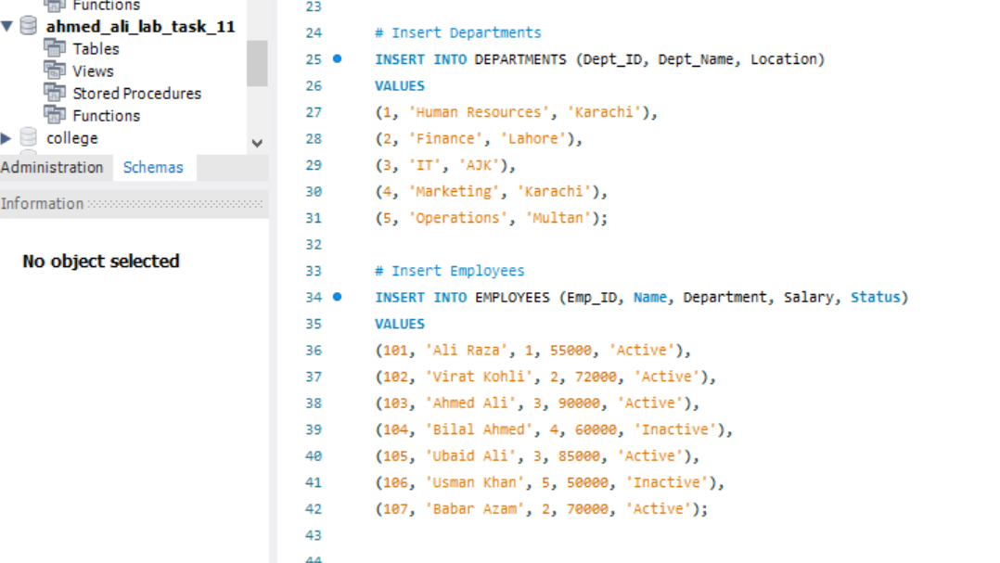 Functions
ahmed_ali_lab_task_11
Tables
Views
Stored Procedures
Functions
college
Administration Schemas
Information
No object selected
23
24 # Insert Departments
25 INSERT INTO DEPARTMENTS (Dept_ID, Dept_Name, Location)
26 VALUES
27 (1, 'Human Resources', 'Karachi'),
28 (2, 'Finance', 'Lahore'),
29 (3, 'IT', 'AJK'),
30 (4, 'Marketing', 'Karachi'),
31 (5, 'Operations', 'Multan');
32
33 # Insert Employees
34 INSERT INTO EMPLOYEES (Emp_ID, Name, Department, Salary, Status)
35 VALUES
36 (101, 'Ali Raza', 1, 55000, 'Active'),
37 (102, 'Virat Kohli', 2, 72000, 'Active'),
38 (103, 'Ahmed Ali', 3, 90000, 'Active'),
39 (104, 'Bilal Ahmed', 4, 60000, 'Inactive'),
40 (105, 'Ubaid Ali', 3, 85000, 'Active'),
41 (106, 'Usman Khan', 5, 50000, 'Inactive'),
42 (107, 'Babar Azam', 2, 70000, 'Active');
43
44